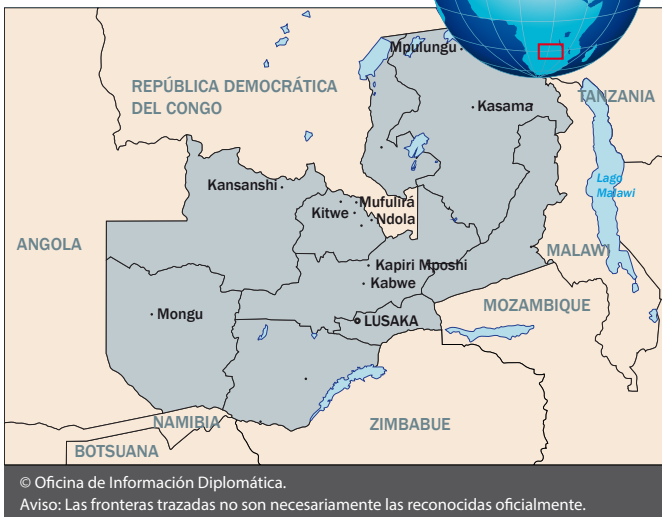 Mpulungu
REPÚBLICA DEMOCRÁTICA
DEL CONGO
TANZANIA
Kasama
Lago
Malawi
Kansanshi
Mufulirá
Kitwe
Ndola
ANGOLA
MALAWI
Kapiri Mposhi
Kabwe
MOZAMBIQUE
Mongu
LUSAKA
NAMIBIA
ZIMBABUE
BOTSUANA
© Oficina de Información Diplomática.
Aviso: Las fronteras trazadas no son necesariamente las reconocidas oficialmente.